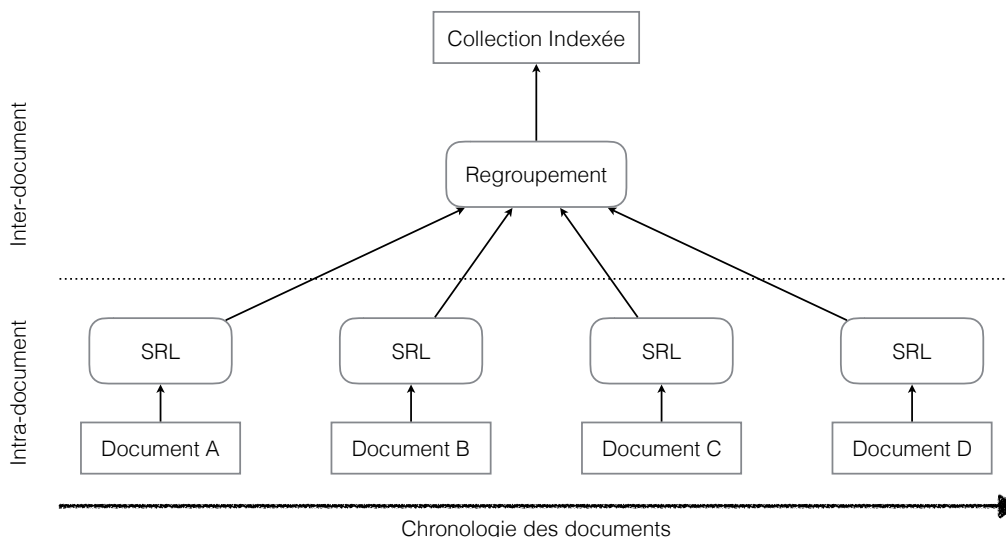 Collection Indexée
Inter-document
Regroupement
Intra-document
SRL
SRL
SRL
SRL
Document A
Document B
Document C
Document D
Chronologie des documents